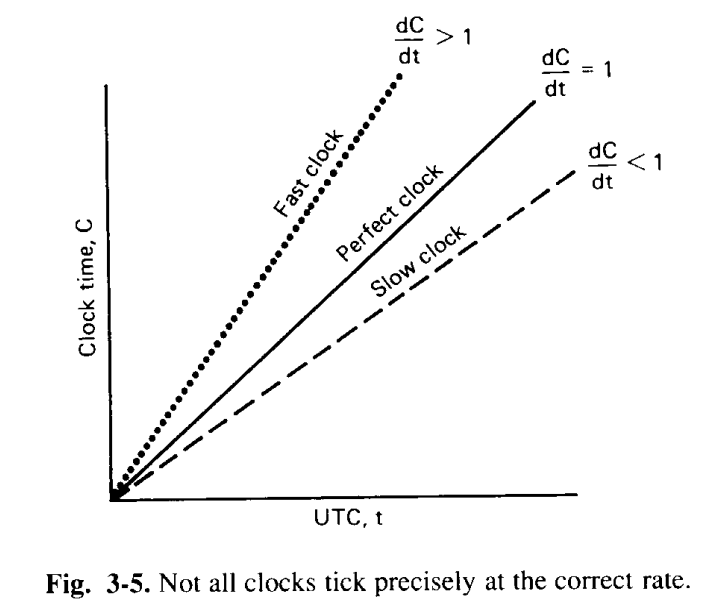 dC/dt > 1
dC/dt = 1
dC/dt < 1
Fast clock
Perfect clock
Slow clock
Clock time, C
UTC, t
Fig. 3-5. Not all clocks tick precisely at the correct rate.